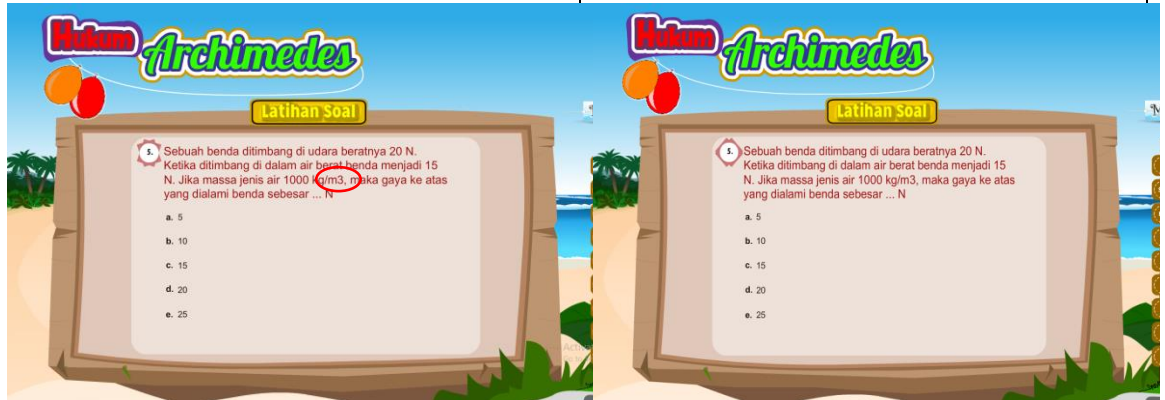 Hukum
Archimedes
Latihan Soal
5. Sebuah benda ditimbang di udara beratnya 20 N.
Ketika ditimbang di dalam air berat benda menjadi 15
N. Jika massa jenis air 1000 kg/m3, maka gaya ke atas
yang dialami benda sebesar ... N
a. 5
b. 10
c. 15
d. 20
e. 25
Hukum
Archimedes
Latihan Soal
5. Sebuah benda ditimbang di udara beratnya 20 N.
Ketika ditimbang di dalam air berat benda menjadi 15
N. Jika massa jenis air 1000 kg/m3, maka gaya ke atas
yang dialami benda sebesar ... N
a. 5
b. 10
c. 15
d. 20
e. 25